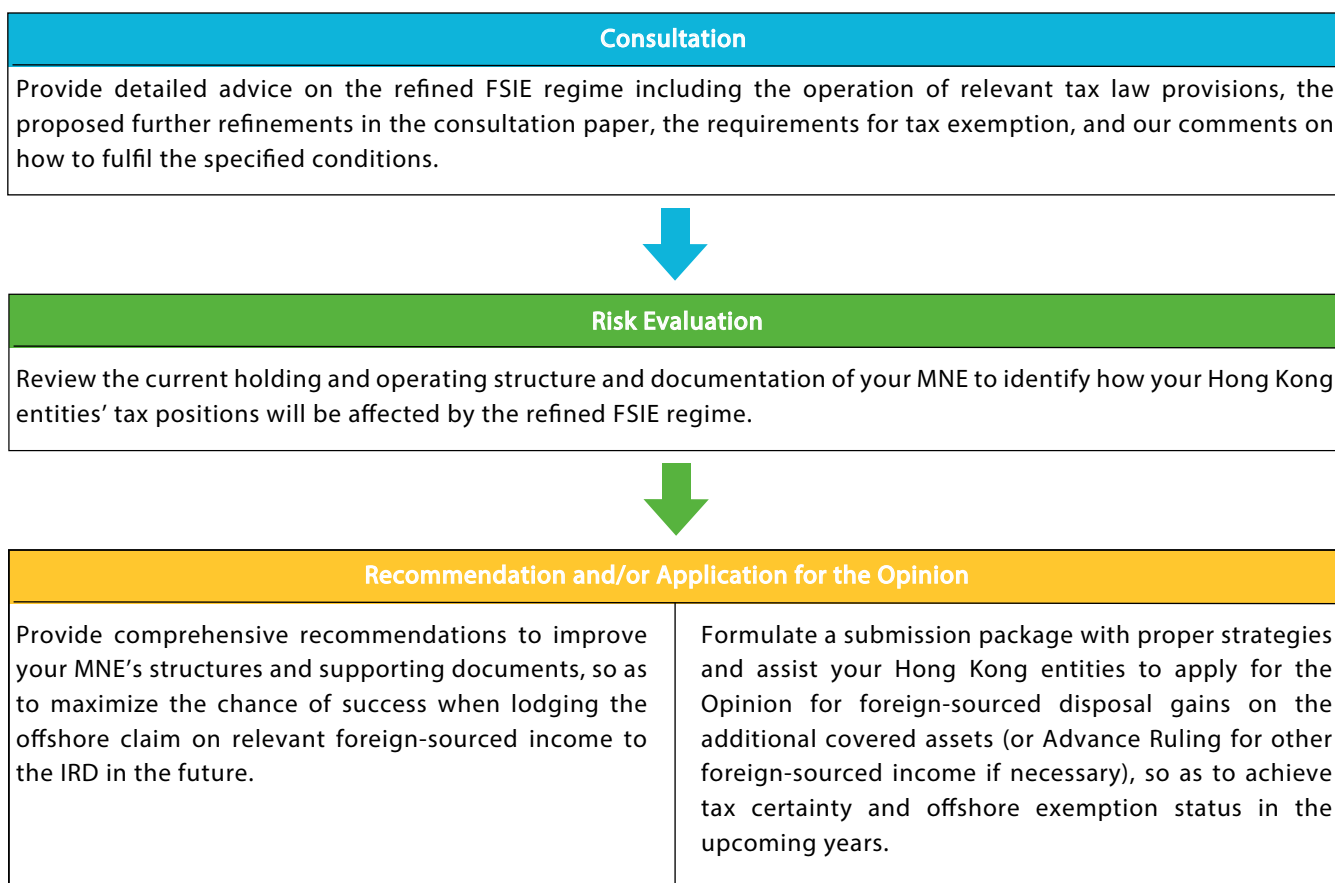 Consultation
Provide detailed advice on the refined FSIE regime including the operation of relevant tax law provisions, the
proposed further refinements in the consultation paper, the requirements for tax exemption, and our comments on
how to fulfil the specified conditions.
Risk Evaluation
Review the current holding and operating structure and documentation of your MNE to identify how your Hong Kong
entities’ tax positions will be affected by the refined FSIE regime.
Recommendation and/or Application for the Opinion
Provide comprehensive recommendations to improve
your MNE’s structures and supporting documents, so as
to maximize the chance of success when lodging the
offshore claim on relevant foreign-sourced income to
the IRD in the future.
Formulate a submission package with proper strategies
and assist your Hong Kong entities to apply for the
Opinion for foreign-sourced disposal gains on the
additional covered assets (or Advance Ruling for other
foreign-sourced income if necessary), so as to achieve
tax certainty and offshore exemption status in the
upcoming years.